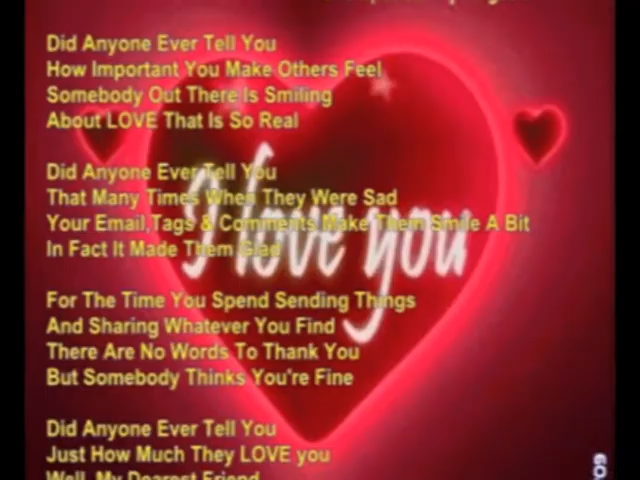 Did Anyone Ever Tell You
How Important You Make Others Feel
Somebody Out There Is Smiling
About LOVE That Is So Real
Did Anyone Ever Tell You
That Many Times When They Were Sad
Your Email,Tags & Comments Make Them Smile A Bit
In Fact It Made Them Glad
I love you
For The Time You Spend Sending Things
And Sharing Whatever You Find
There Are No Words To Thank You
But Somebody Thinks You're Fine
Did Anyone Ever Tell You
Just How Much They LOVE you
Well, My Dearest Friend